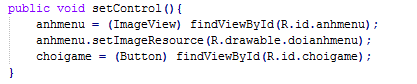 public void setControl(){
anhmenu = (ImageView) findViewById(R.id.anhmenu);
anhmenu.setImageResource(R.drawable.doianhmenu);
choigame = (Button) findViewById(R.id.choigame);
}